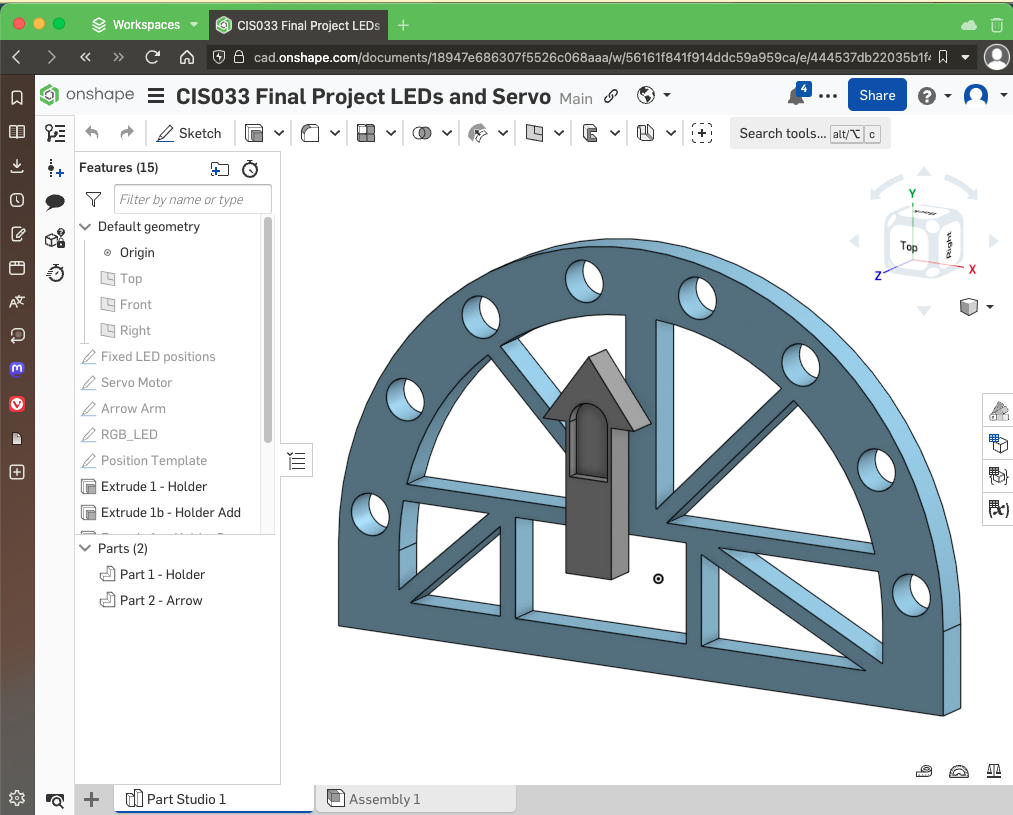 Workspaces
CIS033 Final Project LEDs
cad.onshape.com/documents/18947e686307f5526c068aaa/w/56161f841f914ddc59a959ca/e/444537db22035b1f4
onshape
CIS033 Final Project LEDs and Servo
Main
4
Share
Sketch
Search tools... alt/⌥ c
Features (15)
Filter by name or type
Default geometry
Origin
Top
Front
Right
Fixed LED positions
Servo Motor
Arrow Arm
RGB_LED
Position Template
Extrude 1 - Holder
Extrude 1b - Holder Add
Parts (2)
Part 1 - Holder
Part 2 - Arrow
Y
Back
Top
Right
Z
X
Part Studio 1
Assembly 1